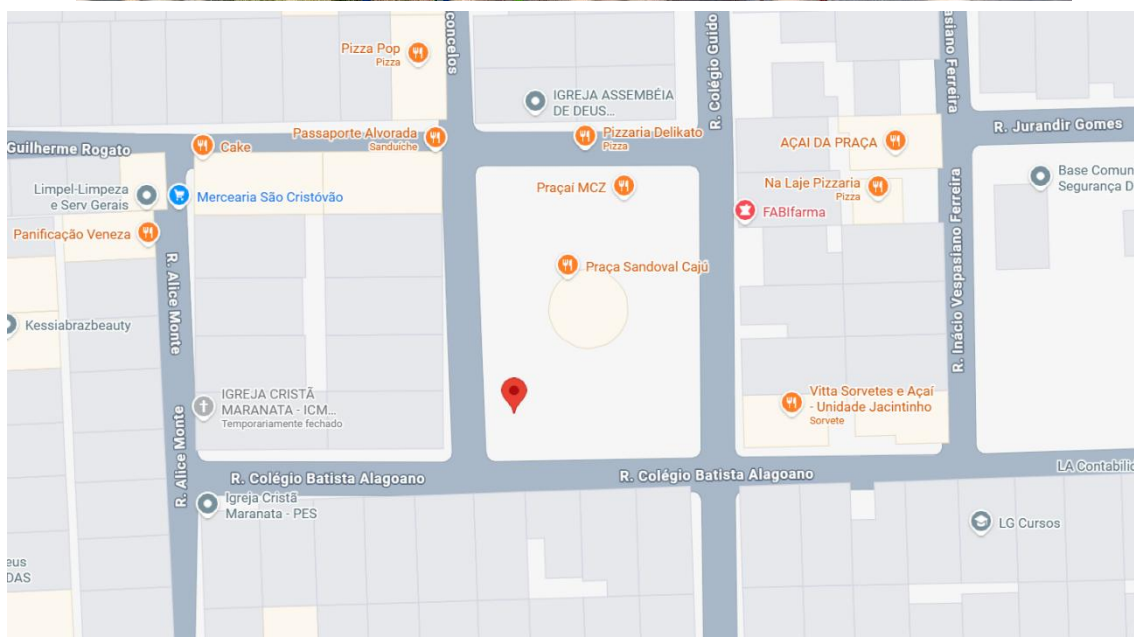 concelos
Pizza Pop
Pizza
IGREJA ASSEMBÉIA
DE DEUS...
R. Colégio Guido
asiano Ferreira
Guilherme Rogato
Cake
Passaporte Alvorada
Sanduíche
Pizzaria Delikato
Pizza
AÇAI DA PRAÇA
R. Jurandir Gomes
Limpel-Limpeza
e Serv Gerais
Mercearia São Cristóvão
Praçaí MCZ
Na Laje Pizzaria
Pizza
Base Comun
Segurança D
FABIfarma
Panificação Veneza
R. Alice Monte
Praça Sandoval Cajú
R. Inácio Vespasiano Ferreira
Kessiabrazbeauty
IGREJA CRISTÃ
MARANATA - ICM...
Temporariamente fechado
Vitta Sorvetes e Açaí
- Unidade Jacintinho
Sorvete
R. Alice Monte
R. Colégio Batista Alagoano
R. Colégio Batista Alagoano
LA Contabilid
Igreja Cristã
Maranata - PES
LG Cursos
eus
DAS